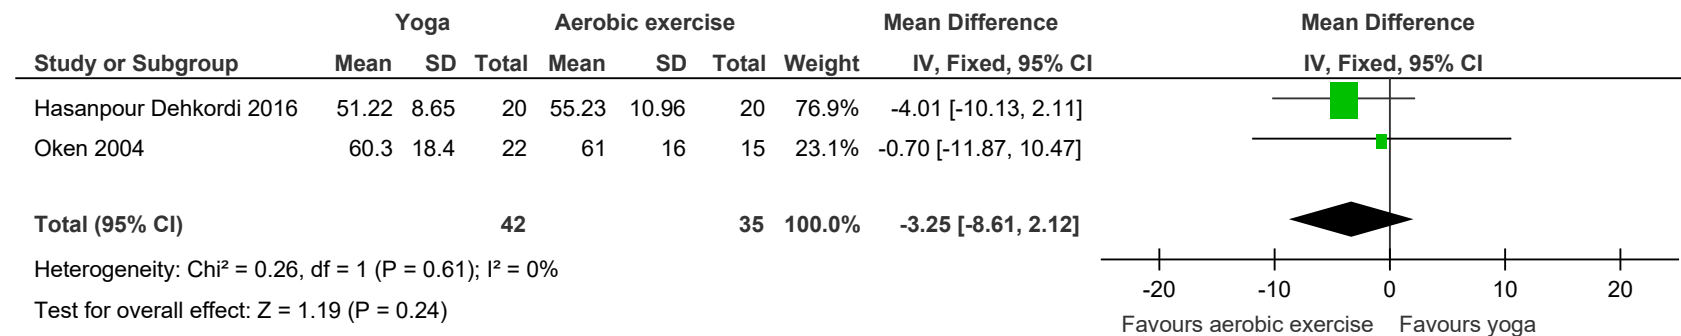 Yoga Aerobic exercise Mean Difference Mean Difference
Study or Subgroup Mean SD Total Mean SD Total Weight IV, Fixed, 95% CI IV, Fixed, 95% CI
Hasanpour Dehkordi 2016 51.22 8.65 20 55.23 10.96 20 76.9% -4.01 [-10.13, 2.11]
Oken 2004 60.3 18.4 22 61 16 15 23.1% -0.70 [-11.87, 10.47]
Total (95% CI) 42 35 100.0% -3.25 [-8.61, 2.12]
Heterogeneity: Chi² = 0.26, df = 1 (P = 0.61); I² = 0%
Test for overall effect: Z = 1.19 (P = 0.24)
-20 -10 0 10 20
Favours aerobic exercise Favours yoga